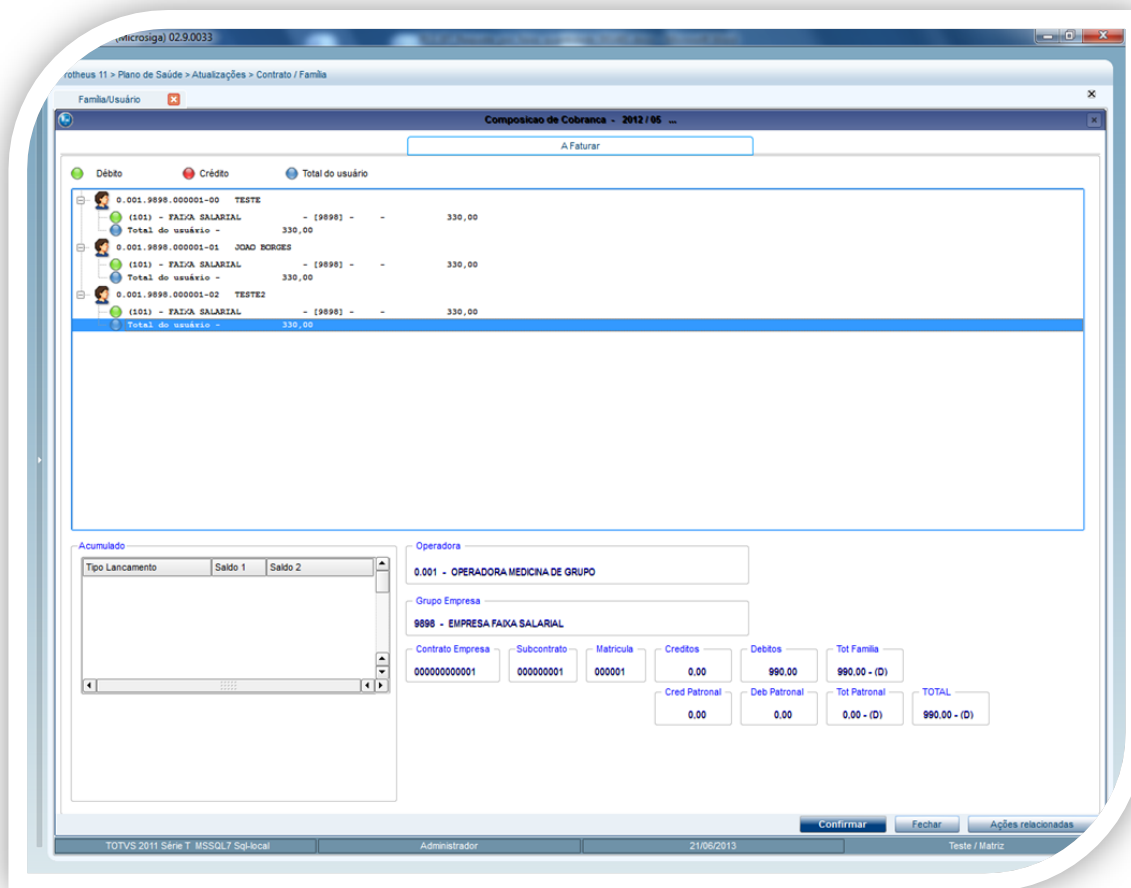 (Microsiga) 02.9.0033
rotheus 11 > Plano de Saúde > Atualizações > Contrato / Família
Família/Usuário
Composicao de Cobranca - 2012 / 05 ...
A Faturar
Débito Crédito Total do usuário
0.001.9898.000001-00 TESTE
(101) - FAIXA SALARIAL - [9898] - - 330,00
Total do usuário - 330,00
0.001.9898.000001-01 JOAO BORGES
(101) - FAIXA SALARIAL - [9898] - - 330,00
Total do usuário - 330,00
0.001.9898.000001-02 TESTE2
(101) - FAIXA SALARIAL - [9898] - - 330,00
Total do usuário - 330,00
Acumulado
Tipo Lancamento Saldo 1 Saldo 2
Operadora
0.001 - OPERADORA MEDICINA DE GRUPO
Grupo Empresa
9898 - EMPRESA FAIXA SALARIAL
Contrato Empresa Subcontrato Matricula Creditos Debitos Tot Familia
000000000001 000000001 000001 0,00 990,00 990,00 - (D)
Cred Patronal Deb Patronal Tot Patronal TOTAL
0,00 0,00 0,00 - (D) 990,00 - (D)
Confirmar Fechar Ações relacionadas
TOTVS 2011 Série T MSSQL7 Sql-local Administrador 21/06/2013 Teste / Matriz